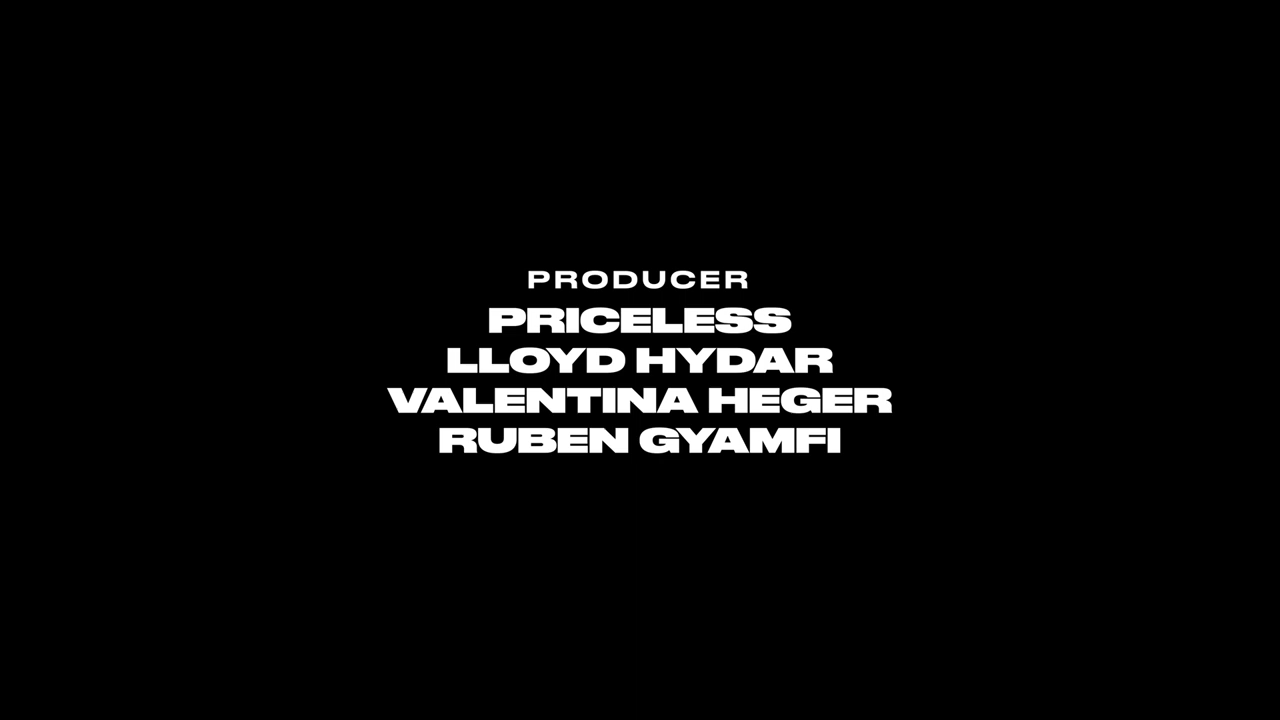 PRODUCER
PRICELESS
LLOYD HYDAR
VALENTINA HEGER
RUBEN GYAMFI